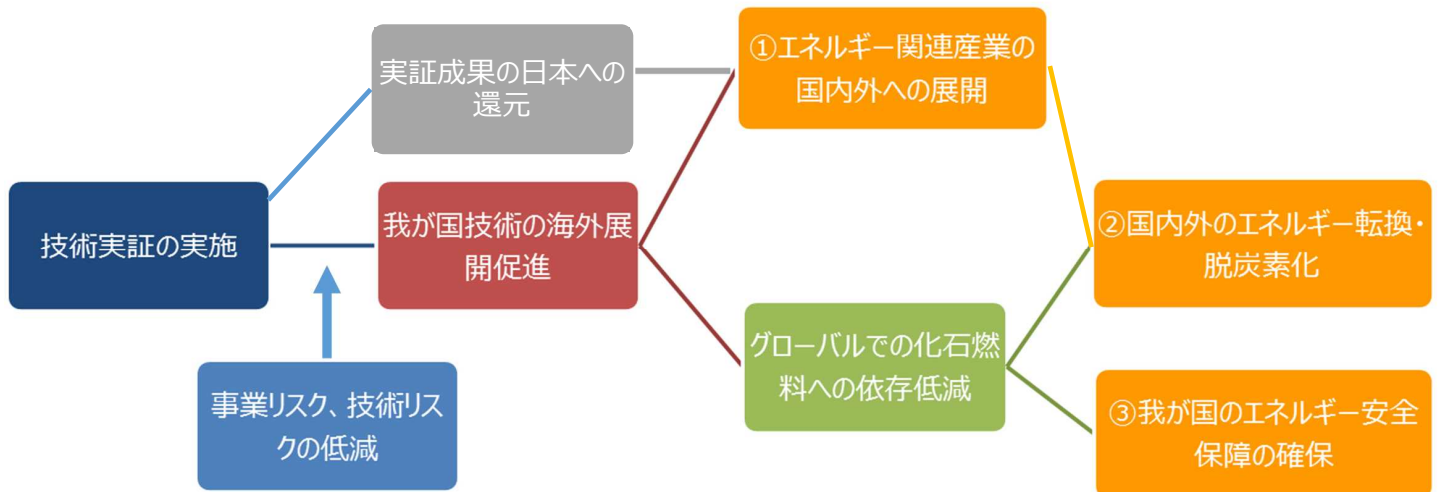 実証成果の日本への
還元
①エネルギー関連産業の
国内外への展開
技術実証の実施
我が国技術の海外展
開促進
②国内外のエネルギー転換・
脱炭素化
グローバルでの化石燃
料への依存低減
事業リスク、技術リス
クの低減
③我が国のエネルギー安全
保障の確保